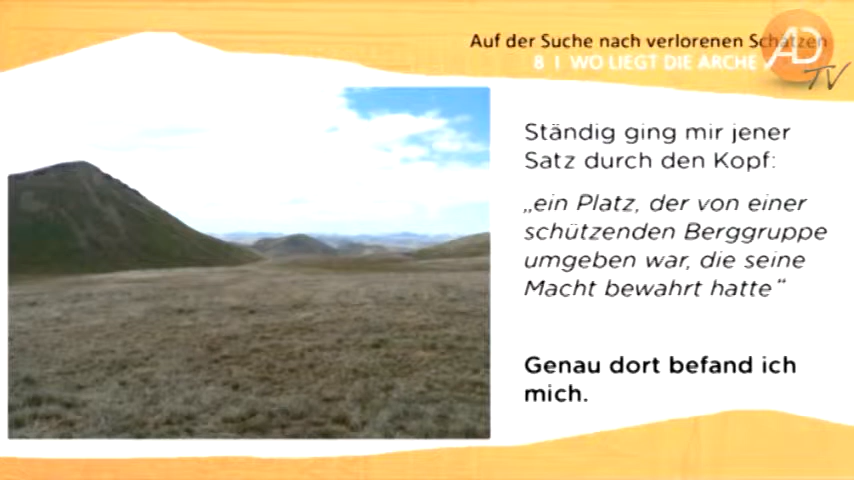 Auf der Suche nach verlorenen Schätzen
8 | WO LIEGT DIE ARCHE
AD
TV
Ständig ging mir jener
Satz durch den Kopf:
„ein Platz, der von einer
schützenden Berggruppe
umgeben war, die seine
Macht bewahrt hatte“
Genau dort befand ich
mich.